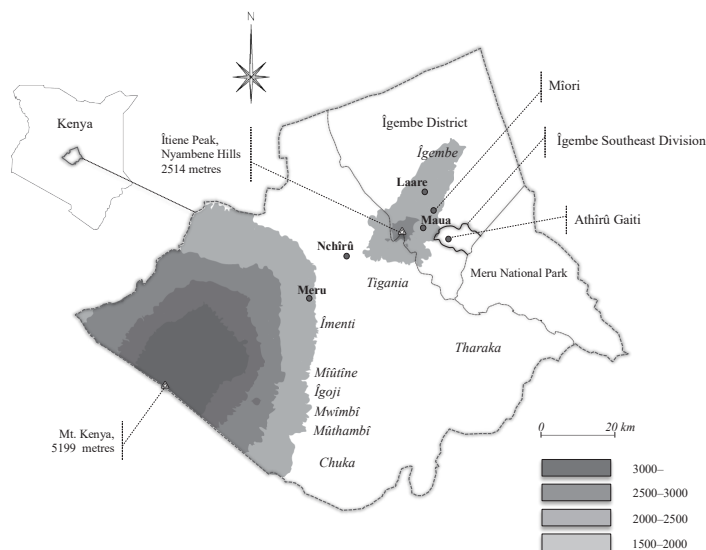 N
Kenya
Îtiene Peak,
Nyambene Hills
2514 metres
Îgembe District
Îgembe
Mîori
Îgembe Southeast Division
Laare
Maua
Athîrû Gaiti
Nchîrû
Meru National Park
Tigania
Meru
Îmenti
Tharaka
Mîûtîne
Îgoji
Mwîmbî
Mûthambî
Chuka
Mt. Kenya,
5199 metres
0 20 km
3000–
2500–3000
2000–2500
1500–2000